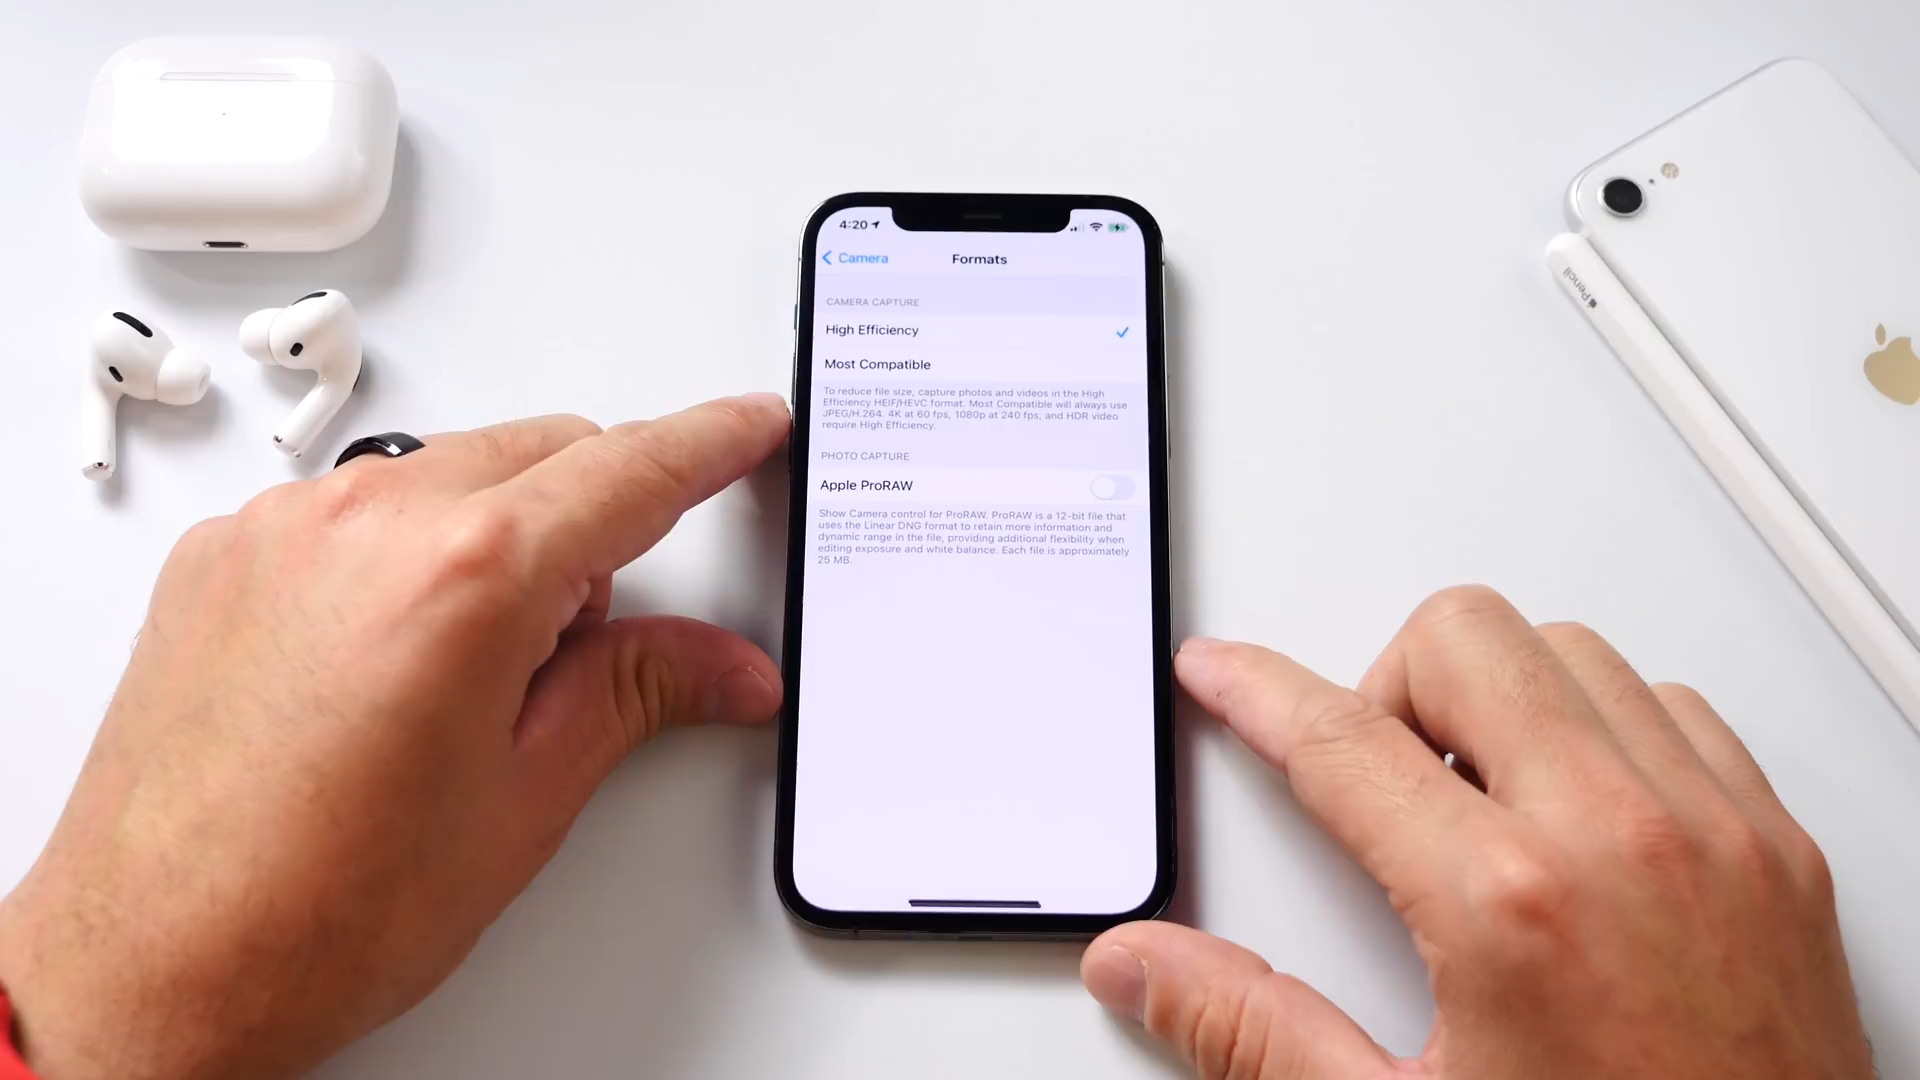 4:20
Camera
Formats
CAMERA CAPTURE
High Efficiency
Most Compatible
To reduce file size, capture photos and videos in the High
Efficiency HEIF/HEVC format. Most Compatible will always use
JPEG/H.264. 4K at 60 fps, 1080p at 240 fps, and HDR video
require High Efficiency.
PHOTO CAPTURE
Apple ProRAW
Show Camera control for ProRAW. ProRAW is a 12-bit file that
uses the Linear DNG format to retain more information and
dynamic range in the file, providing additional flexibility when
editing exposure and white balance. Each file is approximately
25 MB.
Pencil